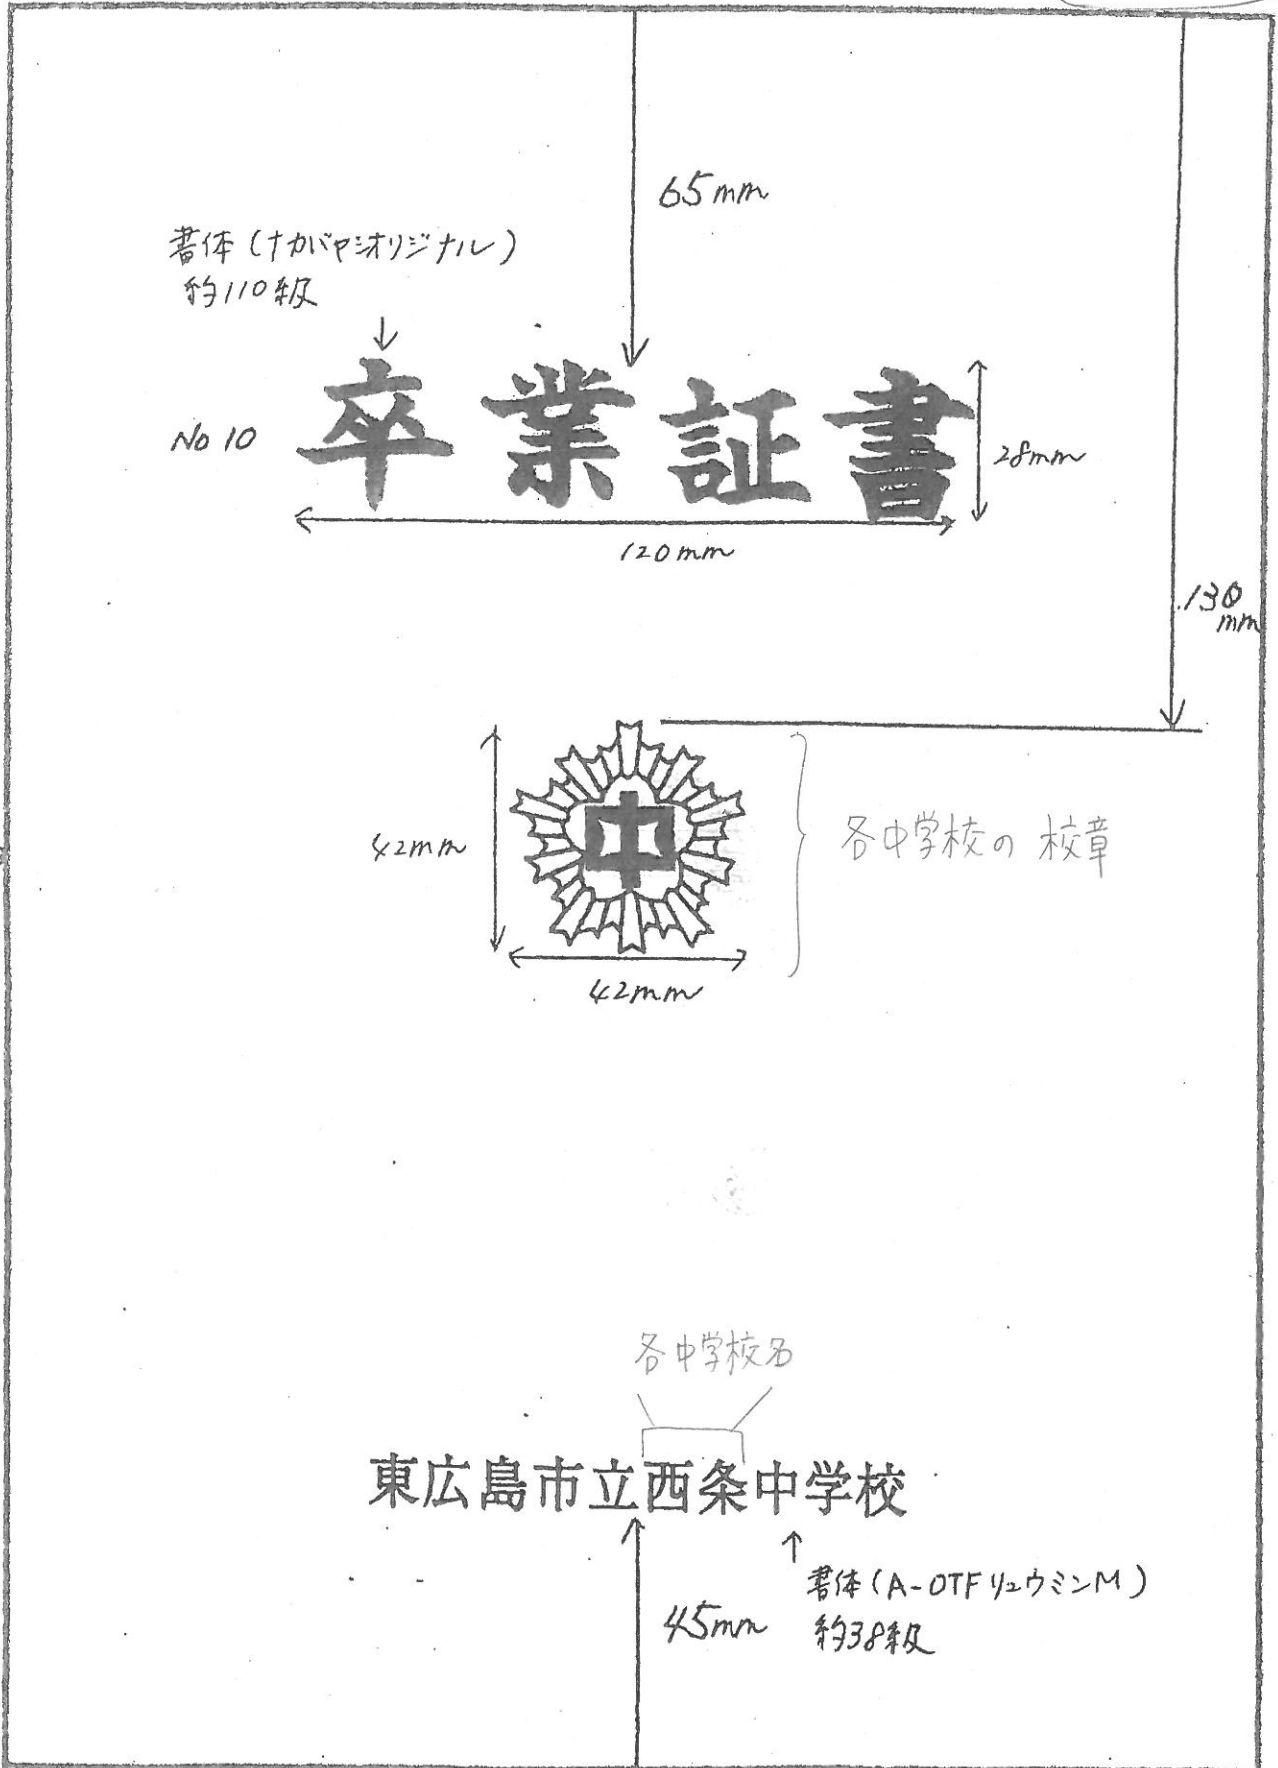 65mm
書体(ナカバヤシオリジナル)
約110級
卒業証書
No 10
28mm
120mm
130
mm
中
42mm
各中学校の 校章
42mm
各中学校名
東広島市立西条中学校
書体(A-OTFリュウミンM)
45mm
約38級